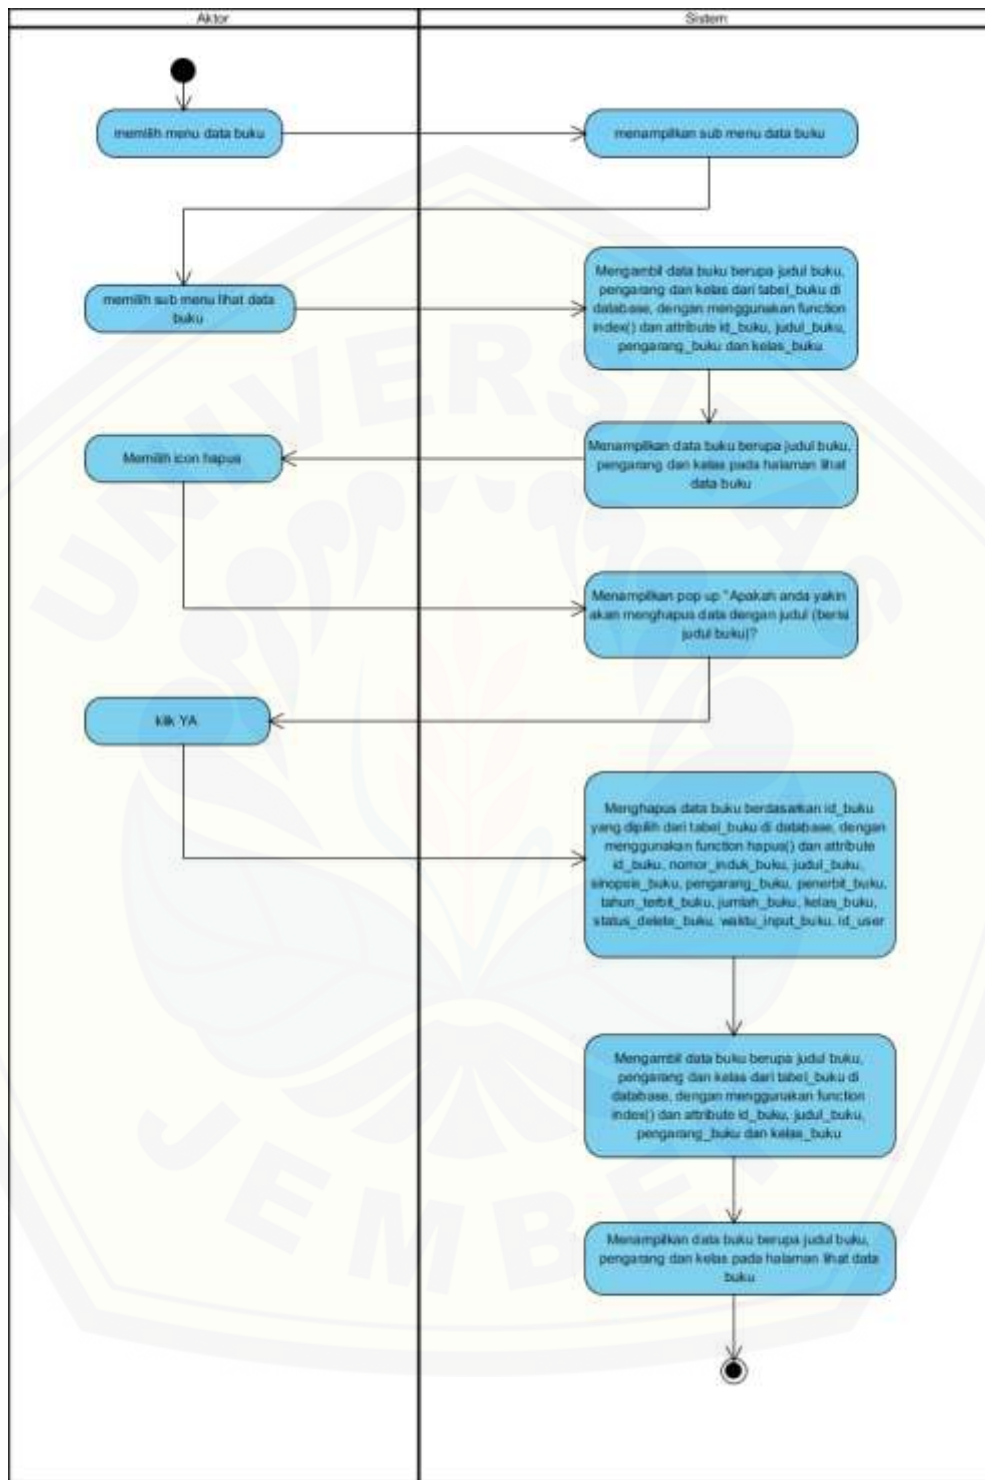 Aktor
Sistem
memilih menu data buku
menampilkan sub menu data buku
memilih sub menu lihat data
buku
Mengambil data buku berupa judul buku,
pengarang dan kelas dari tabel_buku di
database, dengan menggunakan function
index() dan attribute id_buku, judul_buku,
pengarang_buku dan kelas_buku
Menampilkan data buku berupa judul buku,
pengarang dan kelas pada halaman lihat
data buku
Memilih icon hapus
Menampilkan pop up "Apakah anda yakin
akan menghapus data dengan judul (berisi
judul buku)?
klik YA
Menghapus data buku berdasarkan id_buku
yang dipilih dari tabel_buku di database, dengan
menggunakan function hapus() dan attribute
id_buku, nomor_induk_buku, judul_buku,
sinopsis_buku, pengarang_buku, penerbit_buku,
tahun_terbit_buku, jumlah_buku, kelas_buku,
status_delete_buku, waktu_input_buku, id_user
Mengambil data buku berupa judul buku,
pengarang dan kelas dari tabel_buku di
database, dengan menggunakan function
index() dan attribute id_buku, judul_buku,
pengarang_buku dan kelas_buku
Menampilkan data buku berupa judul buku,
pengarang dan kelas pada halaman lihat data
buku
UNIVERSITAS
JEMBER